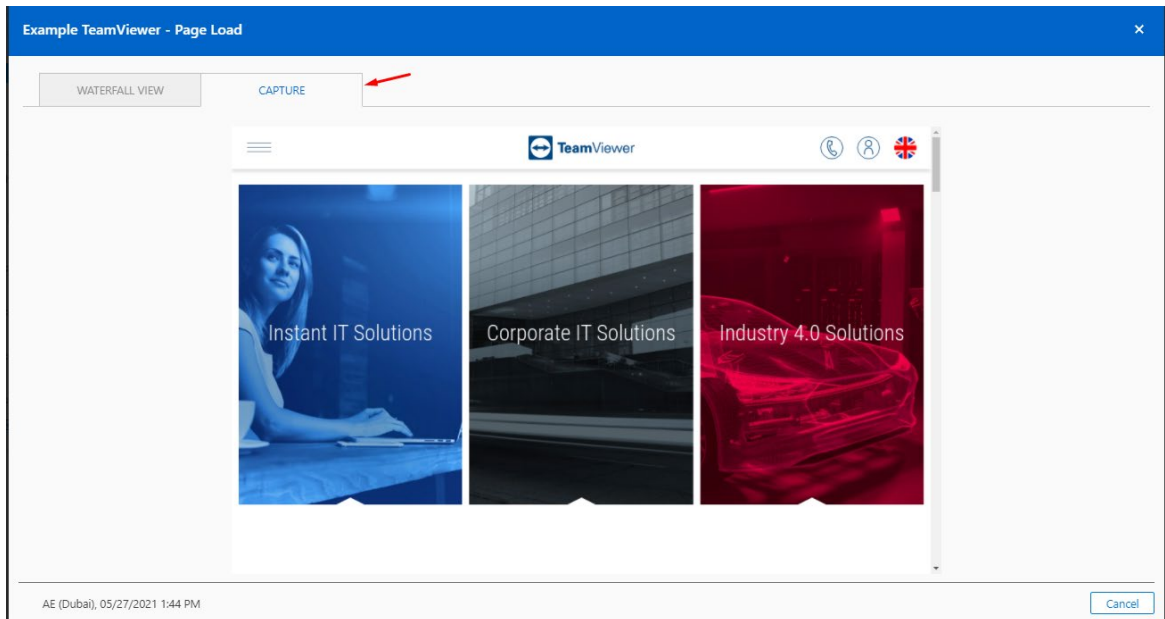 Example TeamViewer - Page Load
WATERFALL VIEW
CAPTURE
TeamViewer
Instant IT Solutions
Corporate IT Solutions
Industry 4.0 Solutions
AE (Dubai), 05/27/2021 1:44 PM
Cancel